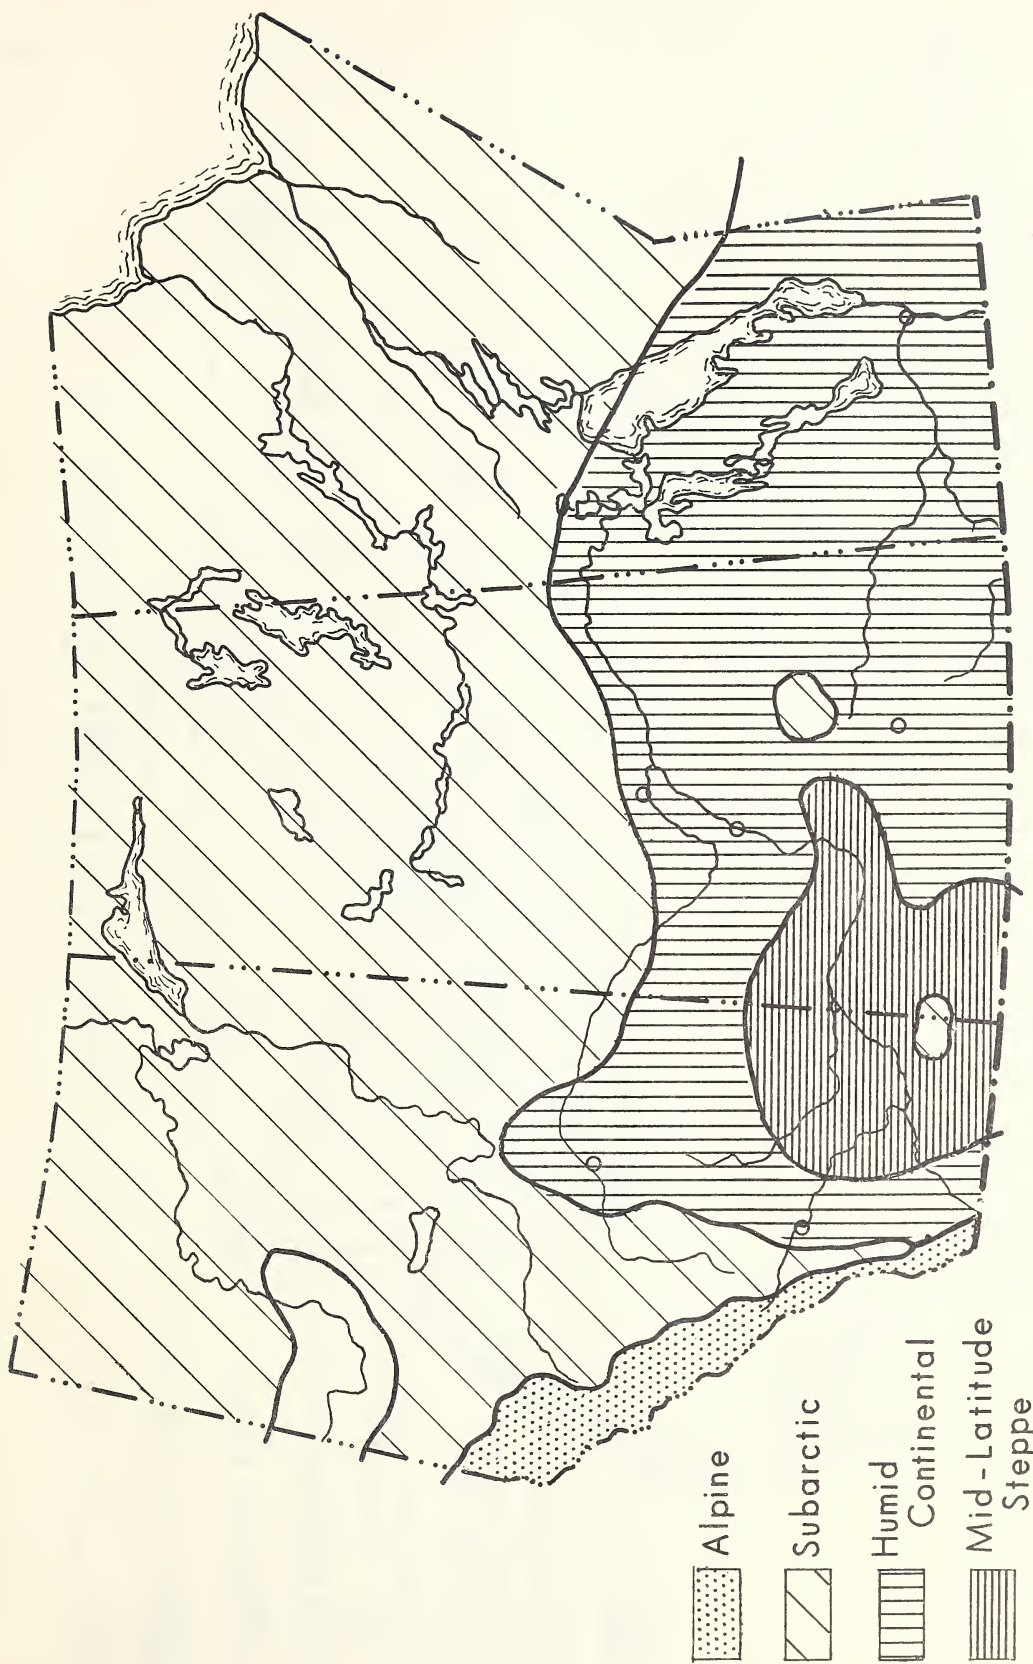 Alpine
Subarctic
Humid
Continental
Mid-Latitude
Steppe